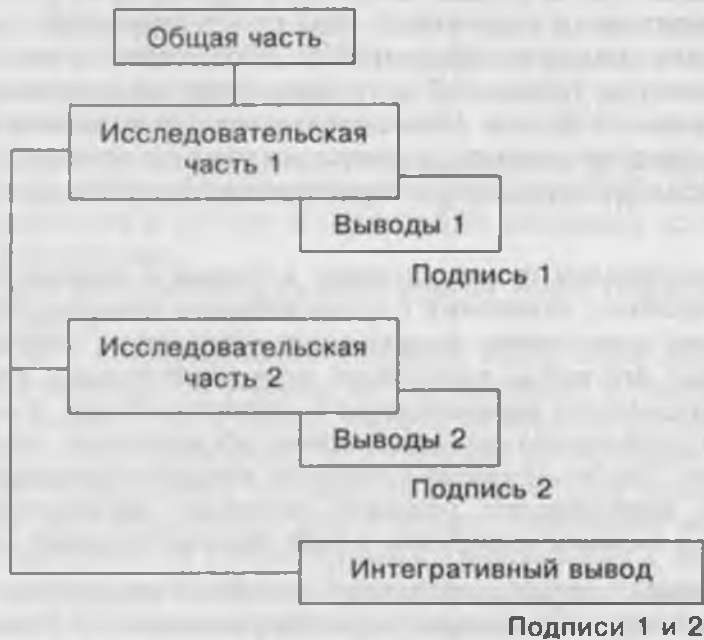 Общая часть
Исследовательская
часть 1
Выводы 1
Подпись 1
Исследовательская
часть 2
Выводы 2
Подпись 2
Интегративный вывод
Подписи 1 и 2